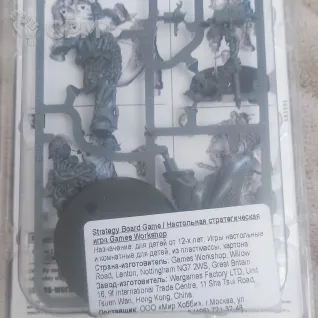 Strategy Board Game / Настольная стратегическая
игра Games Workshop
Назначение: для детей от 12-х лет. Игры настольные
и комнатные для детей, из пластмассы, картона
Страна-изготовитель: Games Workshop, Willow
Road, Lenton, Nottingham NG37 2WS, Great Britain
Завод-изготовитель: Wargames Factory LTD, Unit
16, 9f International Trade Centre, 11 Sha Tsui Road,
Tsuen Wan, Hong Kong, China.
Поставщик: ООО «Мир Хобби», г. Москва, ул